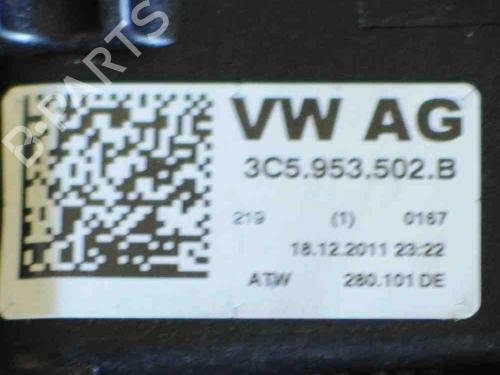 B-PARTS
VW AG
3C5.953.502.B
219 (1) 0167
18.12.2011 23:22
ATW 280.101 DE